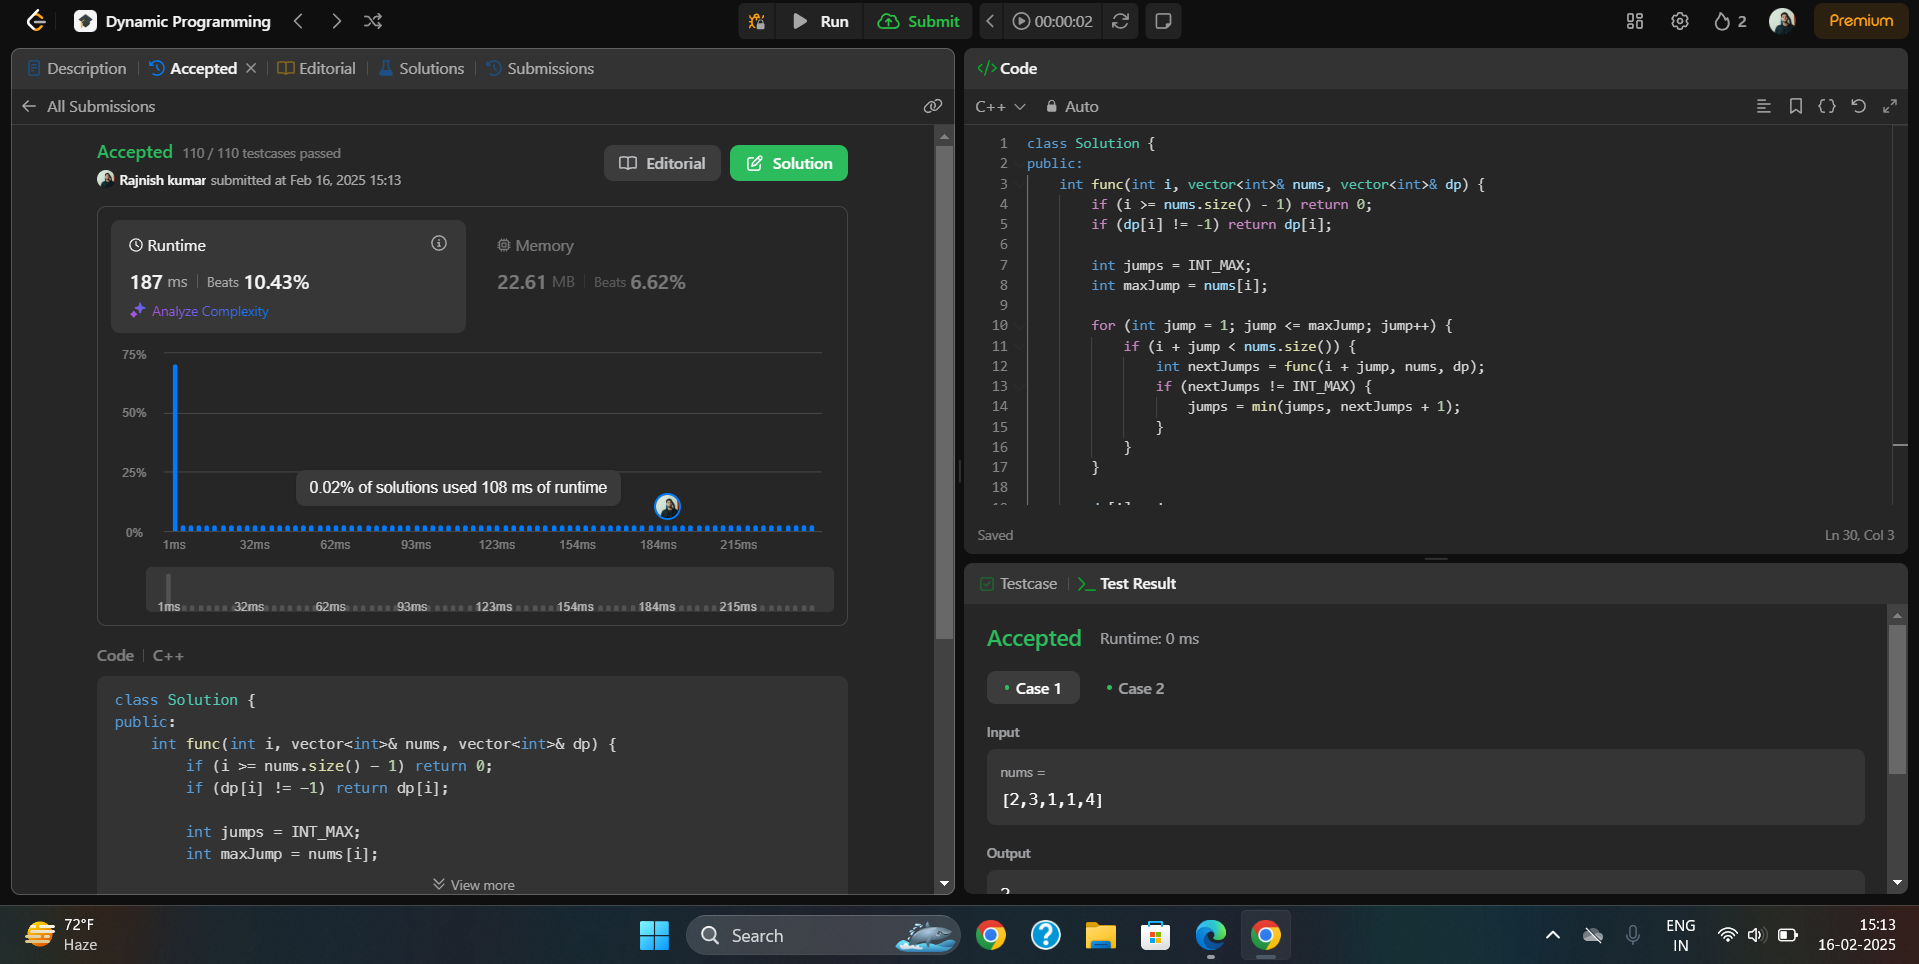 Dynamic Programming
Run
Submit
00:00:02
2
Premium
Description
Accepted
Editorial
Solutions
Submissions
All Submissions
Accepted 110 / 110 testcases passed
Rajnish kumar submitted at Feb 16, 2025 15:13
Editorial
Solution
Runtime
187 ms Beats 10.43%
Analyze Complexity
Memory
22.61 MB Beats 6.62%
75%
50%
25%
0%
0.02% of solutions used 108 ms of runtime
1ms 32ms 62ms 93ms 123ms 154ms 184ms 215ms
1ms 32ms 62ms 93ms 123ms 154ms 184ms 215ms
Code C++
class Solution {
public:
int func(int i, vector<int>& nums, vector<int>& dp) {
if (i >= nums.size() - 1) return 0;
if (dp[i] != -1) return dp[i];
int jumps = INT_MAX;
int maxJump = nums[i];
View more
</> Code
C++ Auto
1 class Solution {
2 public:
3 int func(int i, vector<int>& nums, vector<int>& dp) {
4 if (i >= nums.size() - 1) return 0;
5 if (dp[i] != -1) return dp[i];
6
7 int jumps = INT_MAX;
8 int maxJump = nums[i];
9
10 for (int jump = 1; jump <= maxJump; jump++) {
11 if (i + jump < nums.size()) {
12 int nextJumps = func(i + jump, nums, dp);
13 if (nextJumps != INT_MAX) {
14 jumps = min(jumps, nextJumps + 1);
15 }
16 }
17 }
18
Saved
Ln 30, Col 3
Testcase
Test Result
Accepted Runtime: 0 ms
Case 1 Case 2
Input
nums =
[2,3,1,1,4]
Output
72°F
Haze
Search
ENG
IN
15:13
16-02-2025